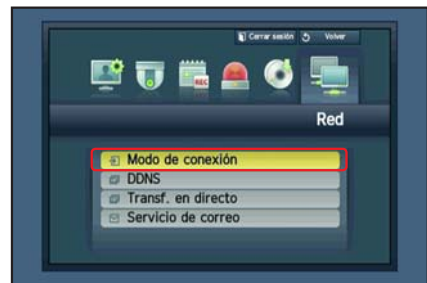 Cerrar sesión Volver
REC
Red
Modo de conexión
DDNS
Transf. en directo
Servicio de correo